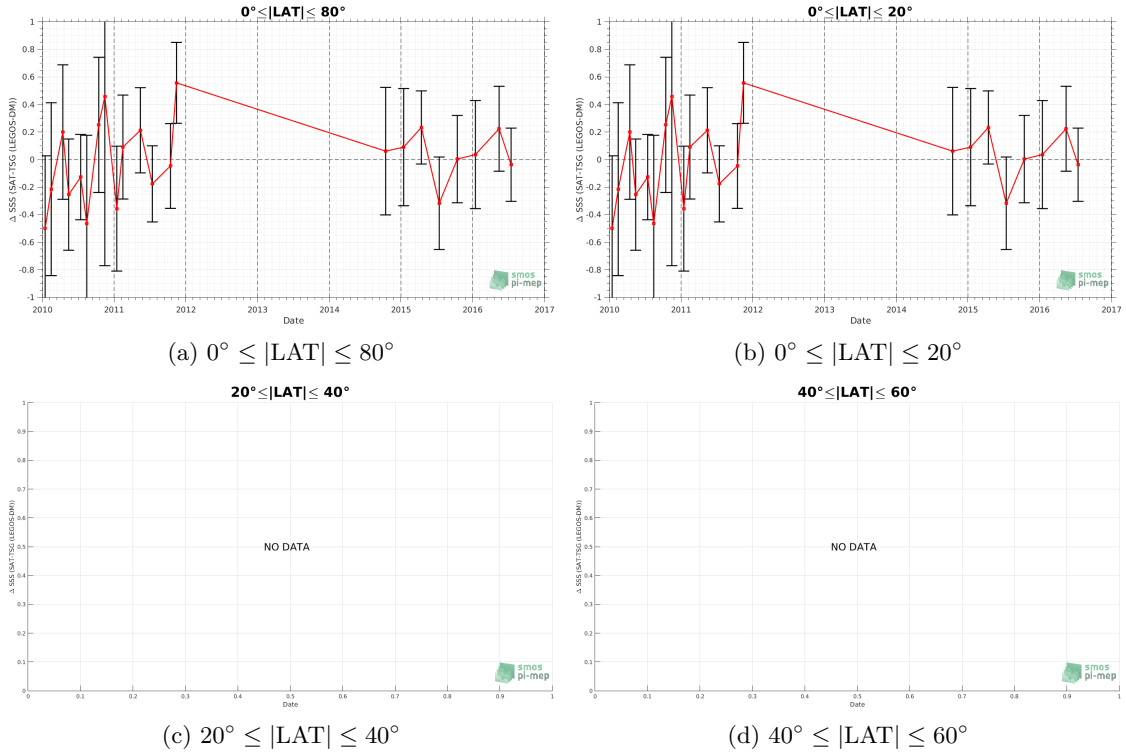 0°≤|LAT|≤ 80°
Δ SSS (SAT-TSG (LEGOS-DM))
1
0.8
0.6
0.4
0.2
0
-0.2
-0.4
-0.6
-0.8
-1
2010 2011 2012 2013 2014 2015 2016 2017
Date
smos
pi-mep
(a) 0° ≤ |LAT| ≤ 80°
0°≤|LAT|≤ 20°
Δ SSS (SAT-TSG (LEGOS-DM))
1
0.8
0.6
0.4
0.2
0
-0.2
-0.4
-0.6
-0.8
-1
2010 2011 2012 2013 2014 2015 2016 2017
Date
smos
pi-mep
(b) 0° ≤ |LAT| ≤ 20°
20°≤|LAT|≤ 40°
Δ SSS (SAT-TSG (LEGOS-DM))
1
0.9
0.8
0.7
0.6
0.5
0.4
0.3
0.2
0.1
0
NO DATA
0 0.1 0.2 0.3 0.4 0.5 0.6 0.7 0.8 0.9 1
Date
smos
pi-mep
(c) 20° ≤ |LAT| ≤ 40°
40°≤|LAT|≤ 60°
Δ SSS (SAT-TSG (LEGOS-DM))
1
0.9
0.8
0.7
0.6
0.5
0.4
0.3
0.2
0.1
0
NO DATA
0 0.1 0.2 0.3 0.4 0.5 0.6 0.7 0.8 0.9 1
Date
smos
pi-mep
(d) 40° ≤ |LAT| ≤ 60°